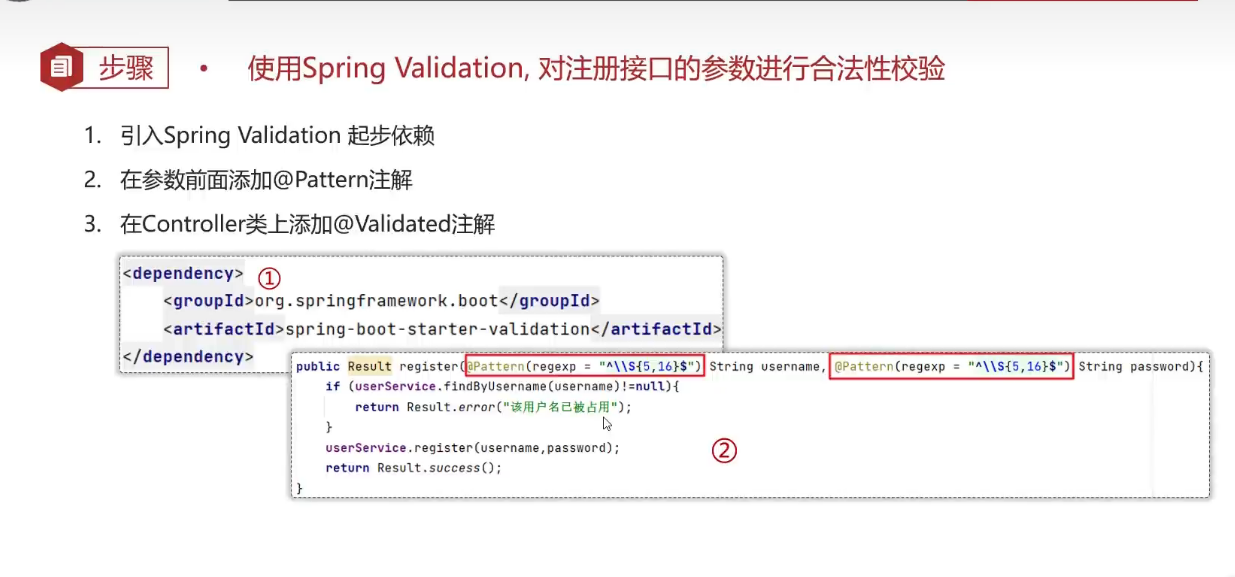 步骤 • 使用Spring Validation, 对注册接口的参数进行合法性校验
1. 引入Spring Validation 起步依赖
2. 在参数前面添加@Pattern注解
3. 在Controller类上添加@Validated注解
<dependency> ①
<groupId>org.springframework.boot</groupId>
<artifactId>spring-boot-starter-validation</artifactId>
</dependency>
public Result register(@Pattern(regexp = "^\\S{5,16}$") String username, @Pattern(regexp = "^\\S{5,16}$") String password){
if (userService.findByUsername(username)!=null){
return Result.error("该用户名已被占用");
}
userService.register(username,password);
②
return Result.success();
}